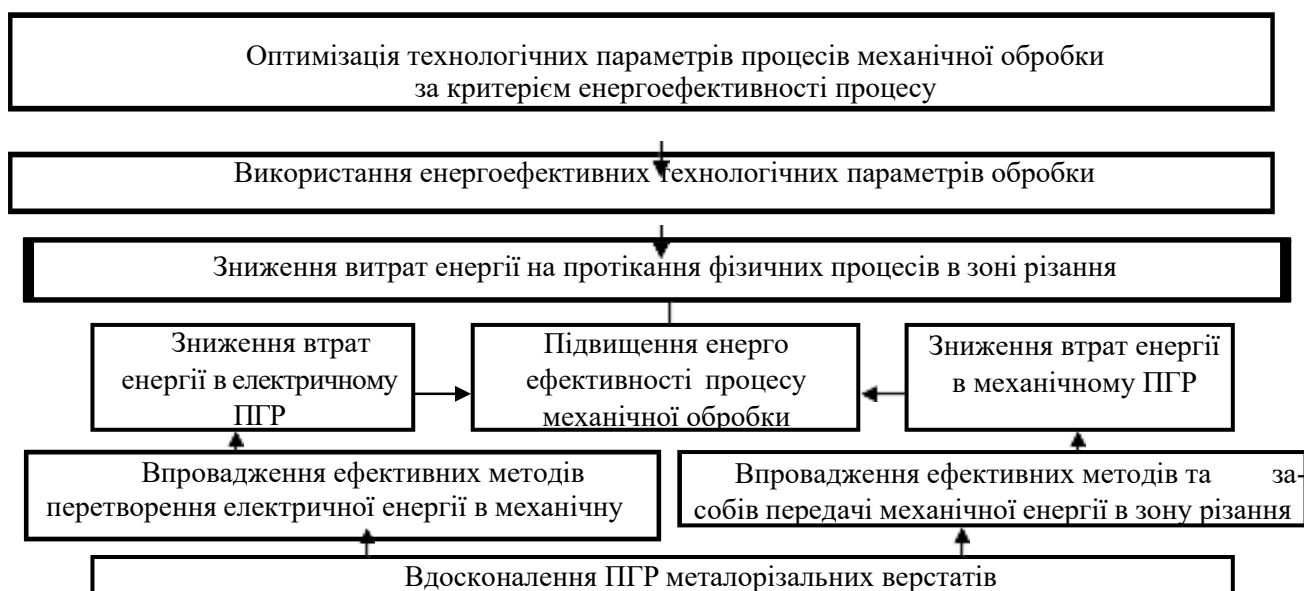 Оптимізація технологічних параметрів процесів механічної обробки
за критерієм енергоефективності процесу
Використання енергоефективних технологічних параметрів обробки
Зниження витрат енергії на протікання фізичних процесів в зоні різання
Зниження втрат
енергії в електричному
ПГР
Підвищення енерго
ефективності процесу
механічної обробки
Зниження втрат енергії
в механічному ПГР
Впровадження ефективних методів
перетворення електричної енергії в механічну
Впровадження ефективних методів та за-
собів передачі механічної енергії в зону різання
Вдосконалення ПГР металорізальних верстатів